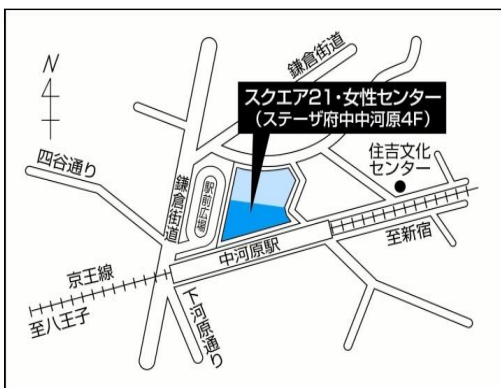 N
鎌倉街道
スクエア21・女性センター
（ステーザ府中中河原4F）
四谷通り
鎌倉街道
駅前広場
住吉文化
センター
中河原駅
至新宿
京王線
至八王子
下河原通り